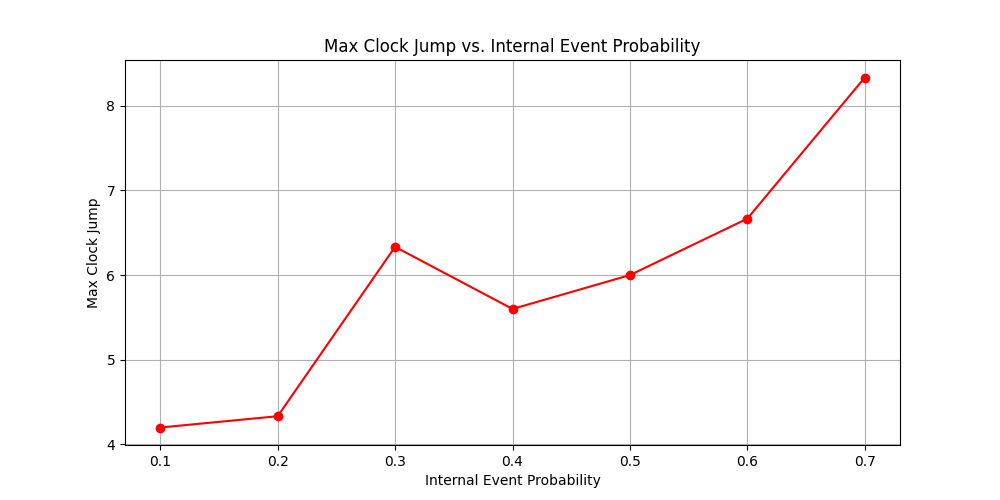 Max Clock Jump vs. Internal Event Probability
Max Clock Jump
8
7
6
5
4
0.1 0.2 0.3 0.4 0.5 0.6 0.7
Internal Event Probability